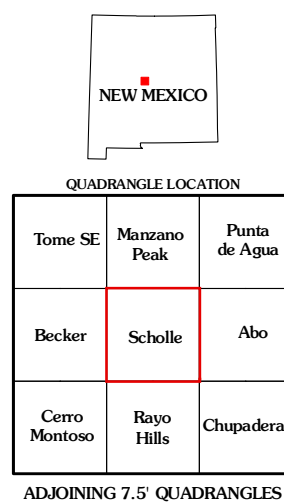 NEW MEXICO
QUADRANGLE LOCATION
Tome SE
Manzano
Peak
Punta
de Agua
Becker
Scholle
Abo
Cerro
Montoso
Rayo
Hills
Chupadera
ADJOINING 7.5' QUADRANGLES